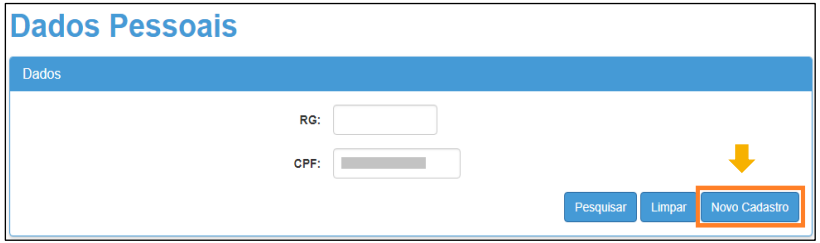 Dados Pessoais
Dados
RG:
CPF:
Pesquisar Limpar Novo Cadastro